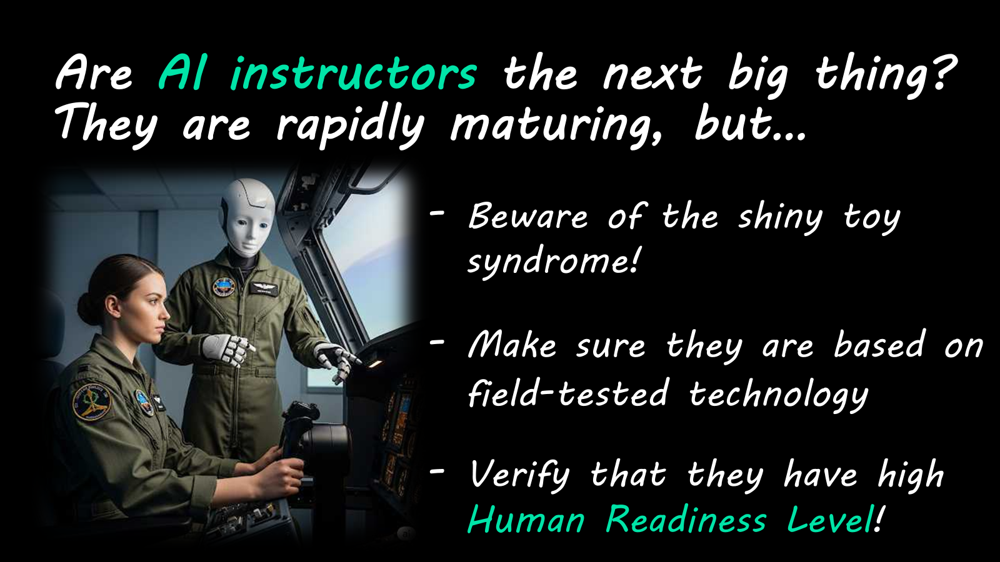 Are AI instructors the next big thing?
They are rapidly maturing, but...
- Beware of the shiny toy
syndrome!
- Make sure they are based on
field-tested technology
- Verify that they have high
Human Readiness Level!